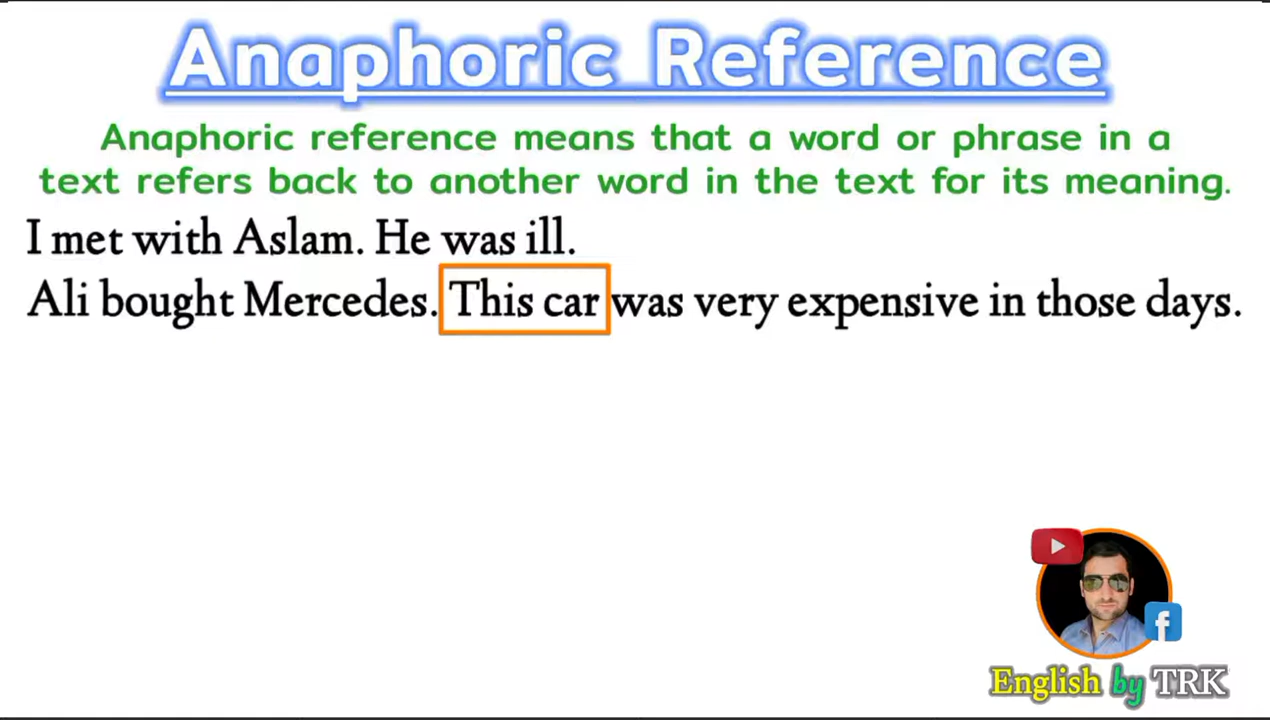 Anaphoric Reference
Anaphoric reference means that a word or phrase in a
text refers back to another word in the text for its meaning.
I met with Aslam. He was ill.
Ali bought Mercedes. This car was very expensive in those days.
f
English by TRK